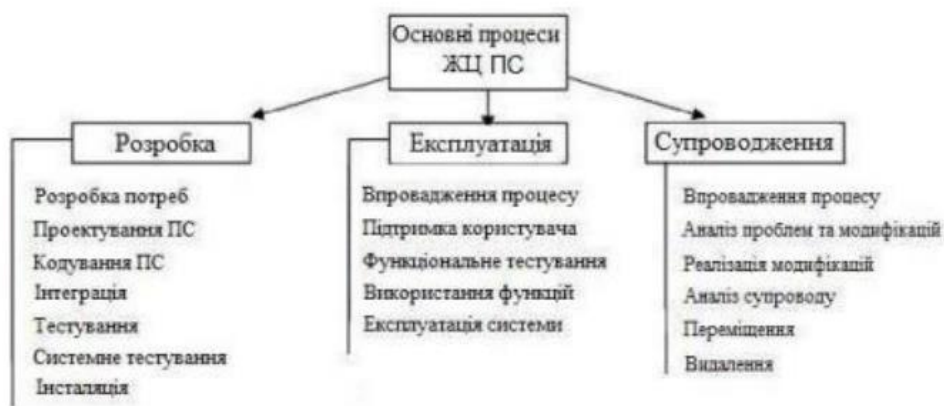 Основні процеси
ЖЦ ПС
Розробка
Розробка потреб
Проектування ПС
Кодування ПС
Інтеграція
Тестування
Системне тестування
Інсталяція
Експлуатація
Впровадження процесу
Підтримка користувача
Функціональне тестування
Використання функцій
Експлуатація системи
Супроводження
Впровадження процесу
Аналіз проблем та модифікацій
Реалізація модифікацій
Аналіз супроводу
Переміщення
Видалення